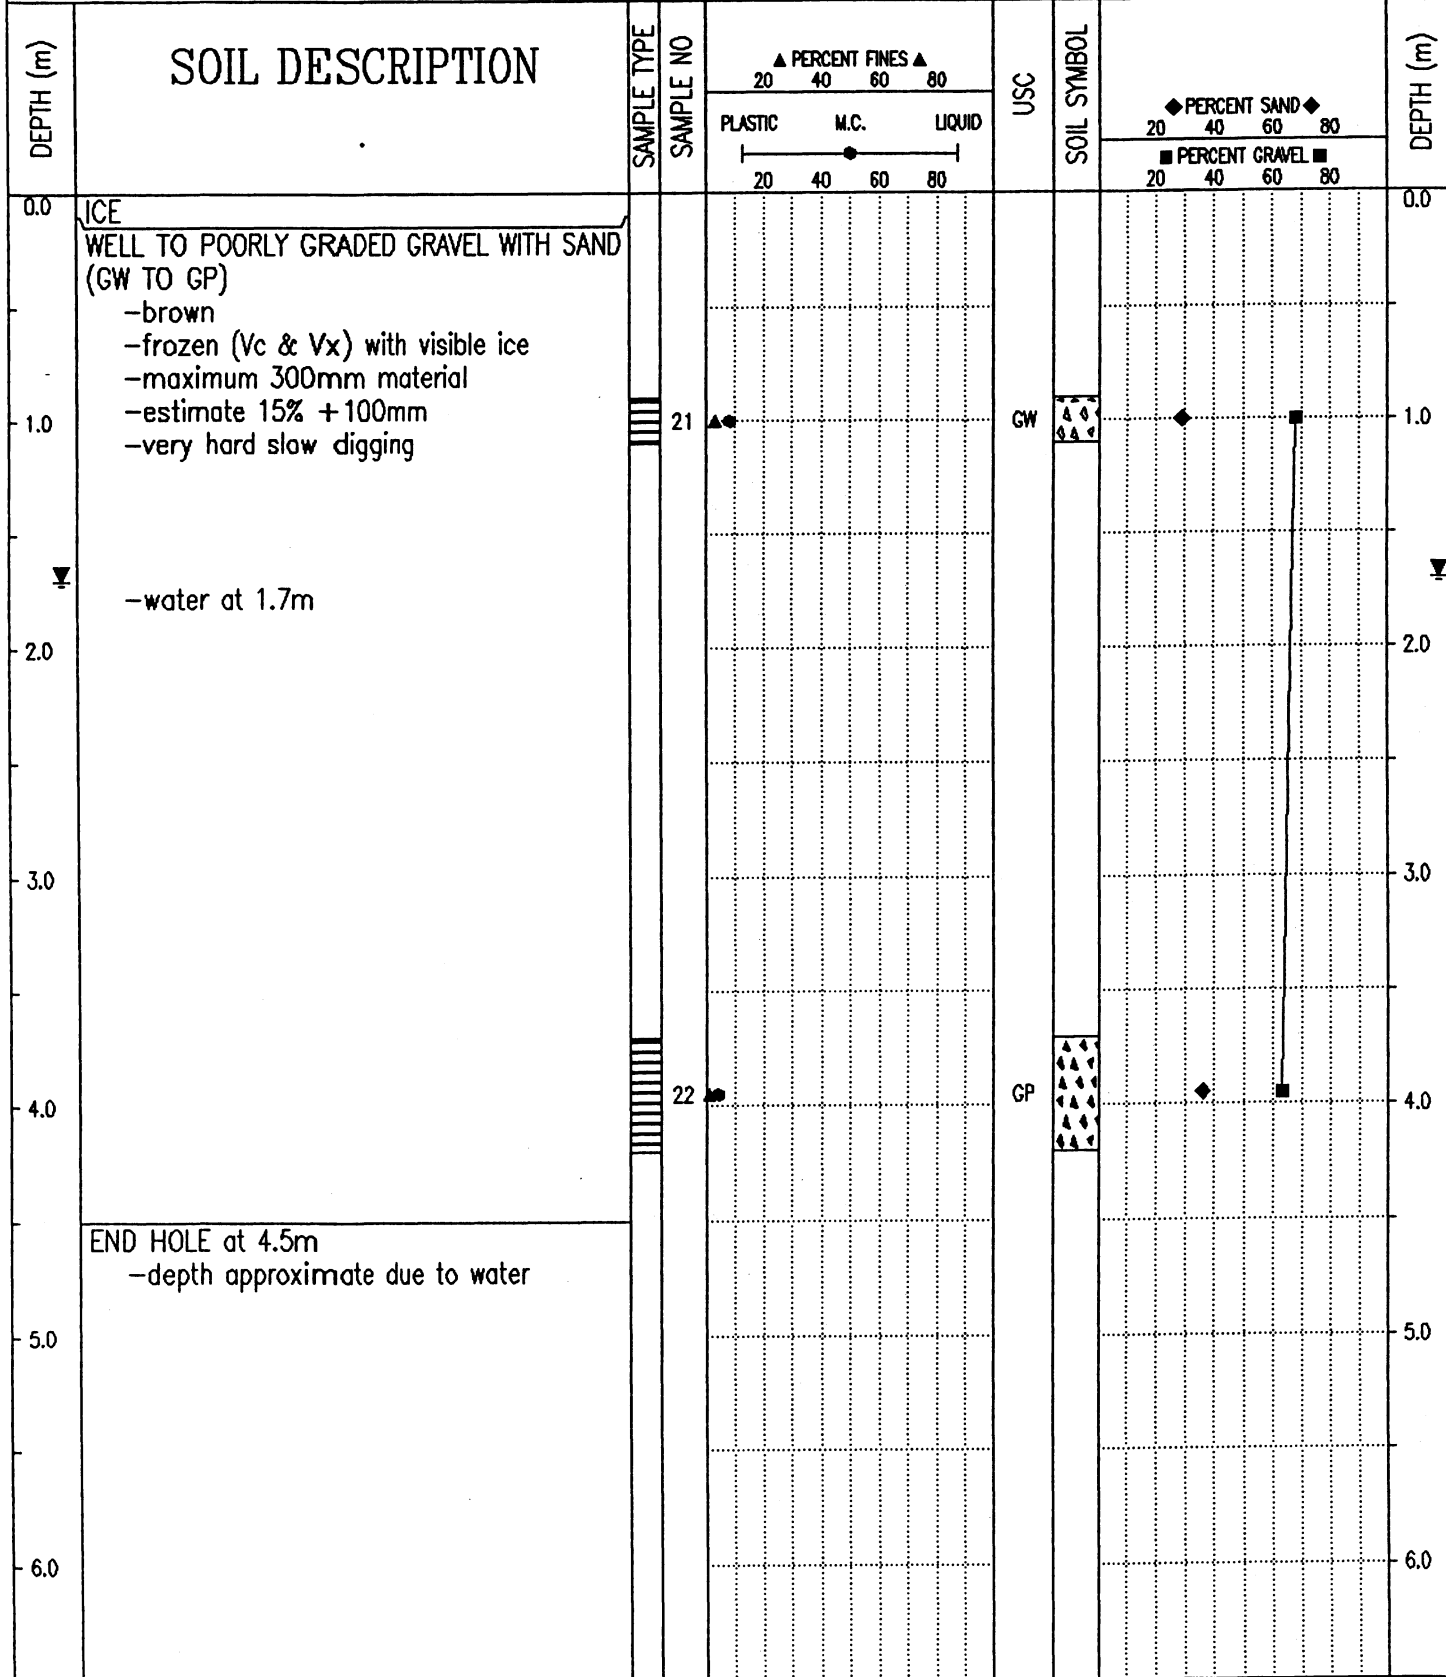 DEPTH (m)
SOIL DESCRIPTION
SAMPLE TYPE
SAMPLE NO
▲ PERCENT FINES ▲
20 40 60 80
PLASTIC M.C. LIQUID
20 40 60 80
USC
SOIL SYMBOL
◆PERCENT SAND◆
20 40 60 80
■ PERCENT GRAVEL ■
20 40 60 80
DEPTH (m)
0.0
ICE
0.0
WELL TO POORLY GRADED GRAVEL WITH SAND
(GW TO GP)
-brown
-frozen (Vc & Vx) with visible ice
-maximum 300mm material
-estimate 15% +100mm
1.0
21
GW
1.0
-very hard slow digging
-water at 1.7m
2.0
2.0
3.0
3.0
22
GP
4.0
4.0
END HOLE at 4.5m
-depth approximate due to water
5.0
5.0
6.0
6.0